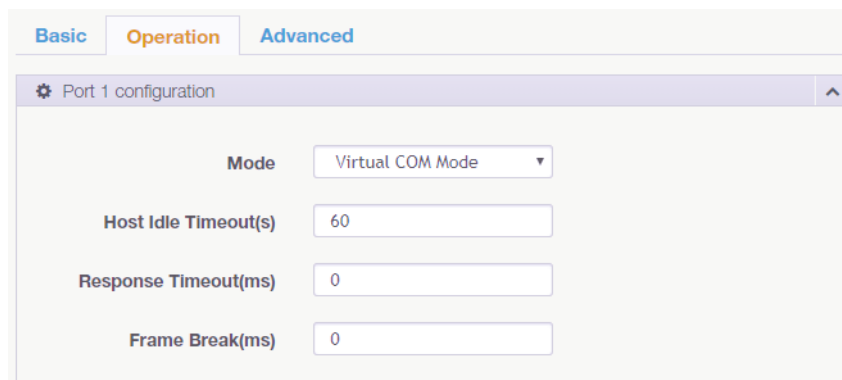 Basic Operation Advanced
Port 1 configuration
Mode Virtual COM Mode
Host Idle Timeout(s) 60
Response Timeout(ms) 0
Frame Break(ms) 0